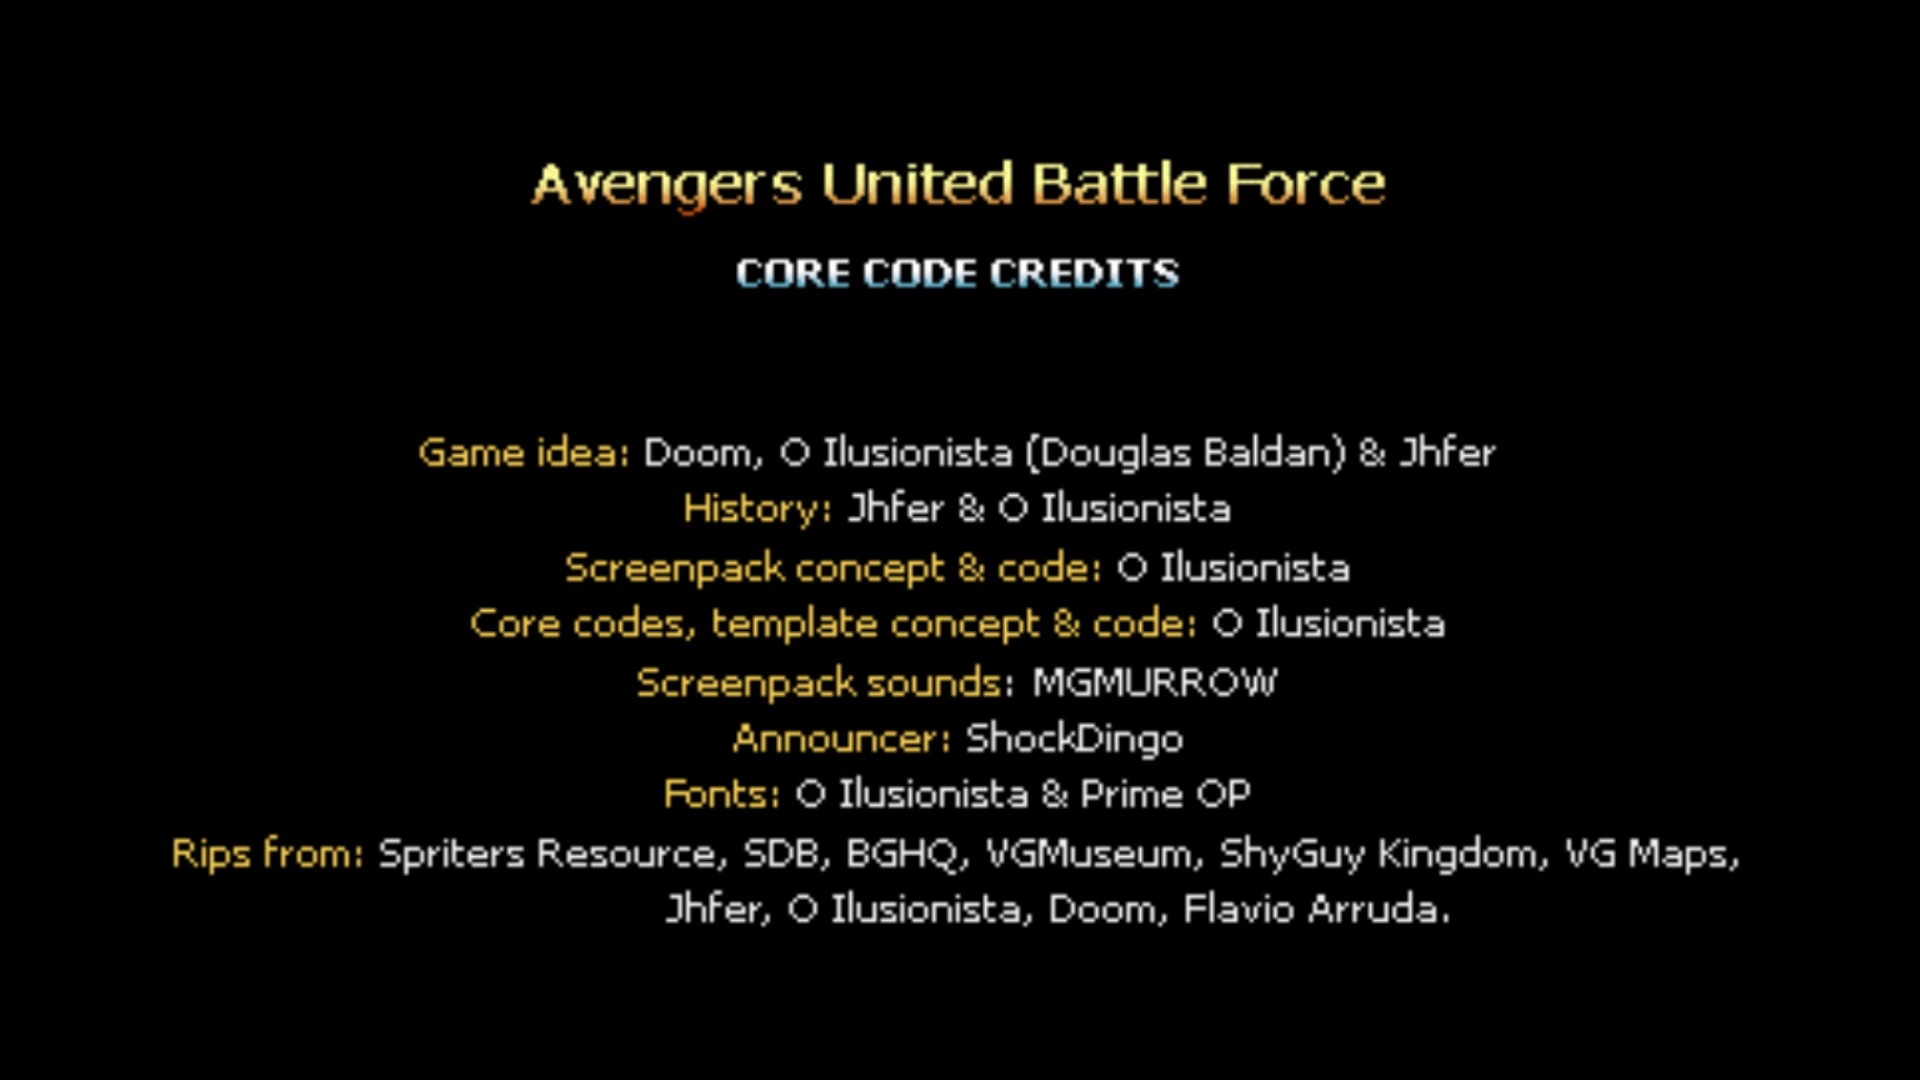 Avengers United Battle Force
CORE CODE CREDITS
Game idea: Doom, O Ilusionista (Douglas Baldan) & Jhfer
History: Jhfer & O Ilusionista
Screenpack concept & code: O Ilusionista
Core codes, template concept & code: O Ilusionista
Screenpack sounds: MGMURROW
Announcer: ShockDingo
Fonts: O Ilusionista & Prime OP
Rips from: Spriters Resource, SDB, BGHQ, VGMuseum, ShyGuy Kingdom, VG Maps,
Jhfer, O Ilusionista, Doom, Flavio Arruda.